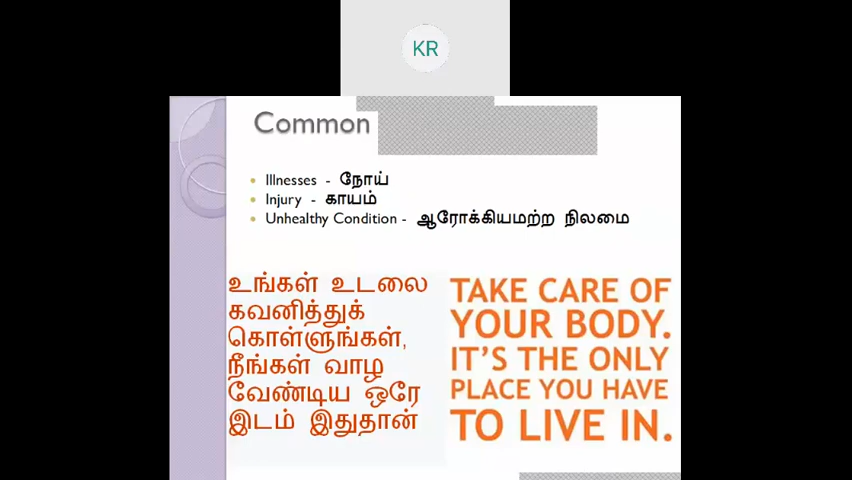 KR
Common
Illnesses - நோய்
Injury - காயம்
Unhealthy Condition - ஆரோக்கியமற்ற நிலமை
உங்கள் உடலை
கவனித்துக்
கொள்ளுங்கள்,
நீங்கள் வாழ
வேண்டிய ஒரே
இடம் இதுதான்
TAKE CARE OF
YOUR BODY.
IT'S THE ONLY
PLACE YOU HAVE
TO LIVE IN.